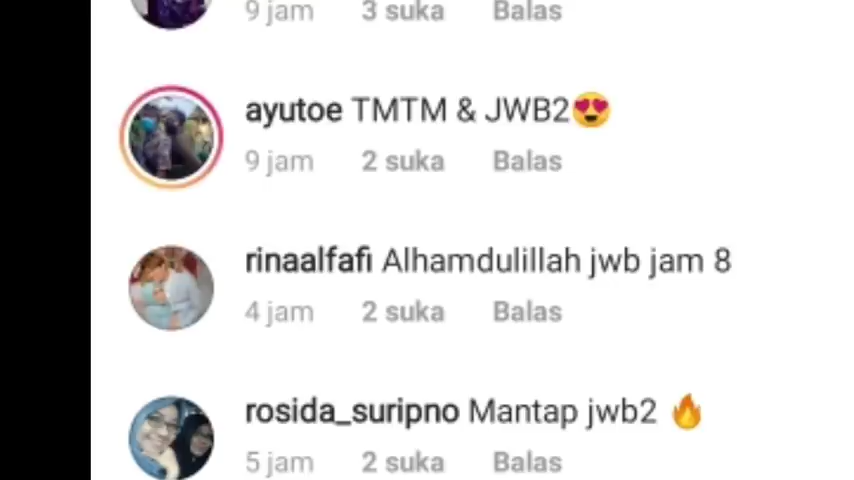 9 jam 3 suka Balas
ayutoe TMTM & JWB2😍
9 jam 2 suka Balas
rinaalfafi Alhamdulillah jwb jam 8
4 jam 2 suka Balas
rosida_suripno Mantap jwb2 🔥
5 jam 2 suka Balas